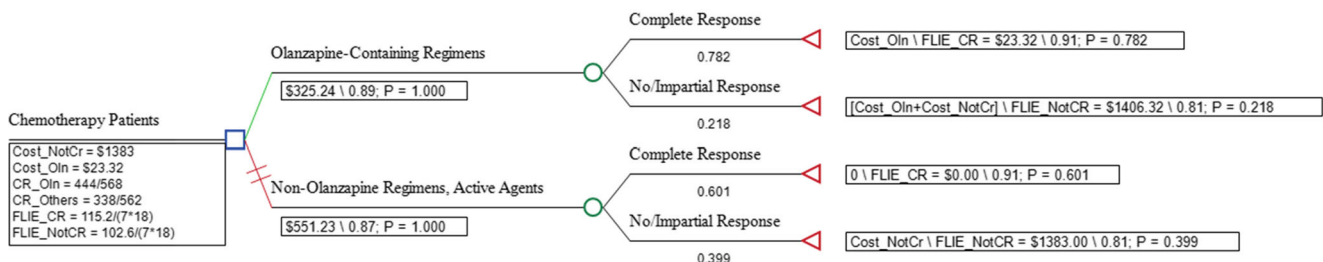 Complete Response
0.782
Cost_Oln \ FLIE_CR = $23.32 \ 0.91; P = 0.782
Olanzapine-Containing Regimens
$325.24 \ 0.89; P = 1.000
No/Impartial Response
0.218
[Cost_Oln+Cost_NotCr] \ FLIE_NotCR = $1406.32 \ 0.81; P = 0.218
Chemotherapy Patients
Cost_NotCr = $1383
Cost_Oln = $23.32
CR_Oln = 444/568
CR_Others = 338/562
FLIE_CR = 115.2/(7*18)
FLIE_NotCR = 102.6/(7*18)
Complete Response
0.601
0 \ FLIE_CR = $0.00 \ 0.91; P = 0.601
Non-Olanzapine Regimens, Active Agents
$551.23 \ 0.87; P = 1.000
No/Impartial Response
0.399
Cost_NotCr \ FLIE_NotCR = $1383.00 \ 0.81; P = 0.399